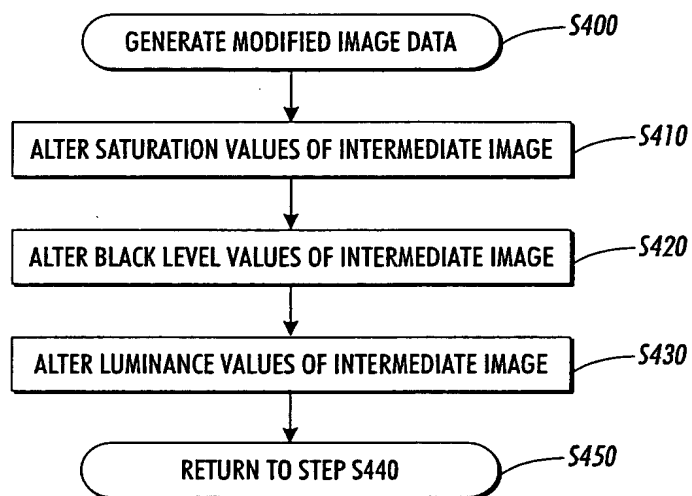 GENERATE MODIFIED IMAGE DATA
S400
ALTER SATURATION VALUES OF INTERMEDIATE IMAGE
S410
ALTER BLACK LEVEL VALUES OF INTERMEDIATE IMAGE
S420
ALTER LUMINANCE VALUES OF INTERMEDIATE IMAGE
S430
RETURN TO STEP S440
S450